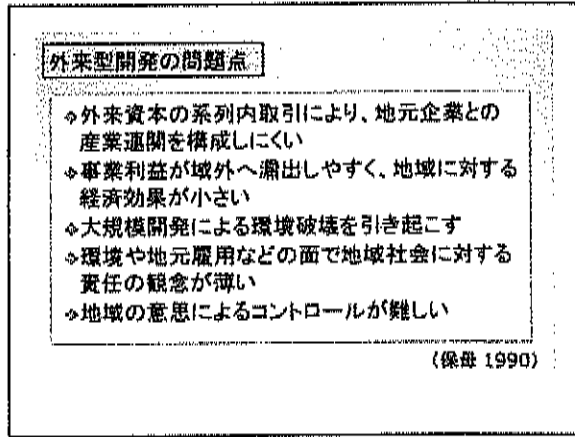 外来型開発の問題点
❖外来資本の系列内取引により、地元企業との
産業連関を構成しにくい
❖事業利益が域外へ漏出しやすく、地域に対する
経済効果が小さい
❖大規模開発による環境破壊を引き起こす
❖環境や地元雇用などの面で地域社会に対する
責任の観念が薄い
❖地域の意思によるコントロールが難しい
(保母 1990)